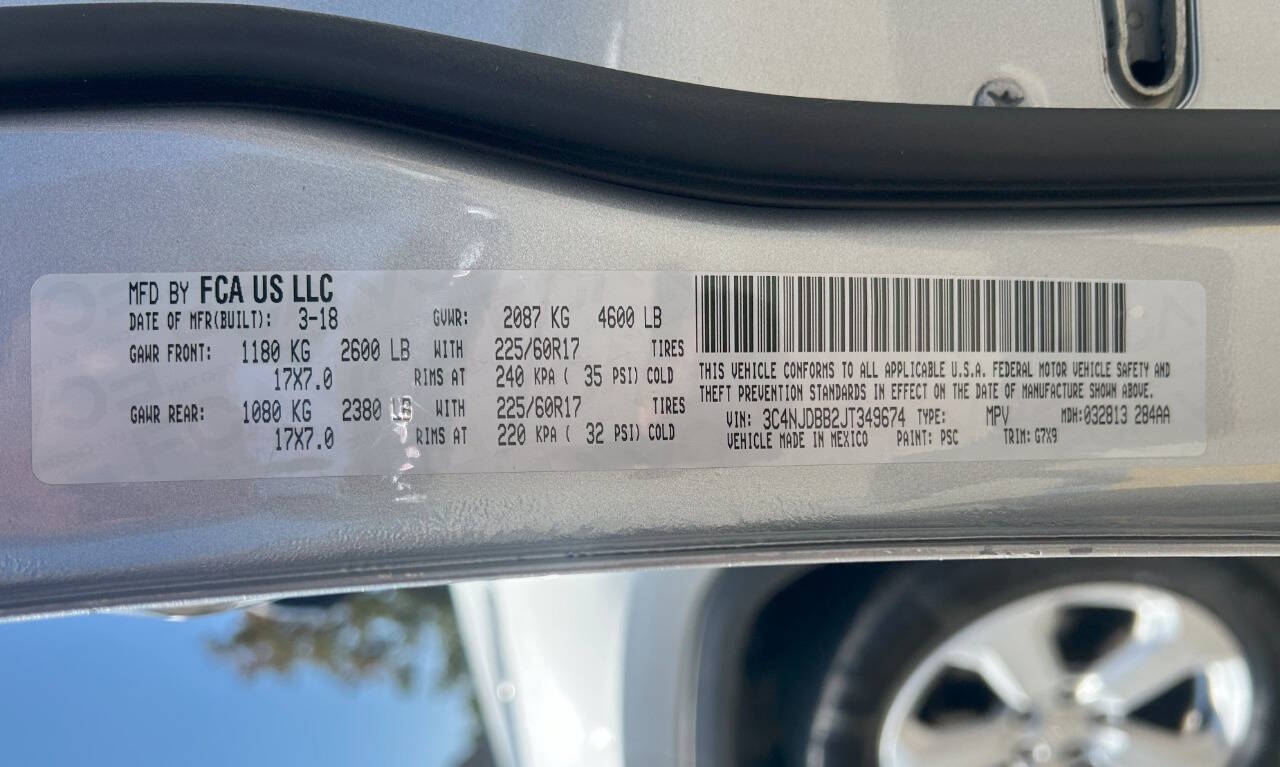 MFD BY FCA US LLC
DATE OF MFR(BUILT): 3-18 GVWR: 2087 KG 4600 LB
GAWR FRONT: 1180 KG 2600 LB WITH 225/60R17 TIRES
17X7.0 RIMS AT 240 KPA ( 35 PSI) COLD
GAWR REAR: 1080 KG 2380 LB WITH 225/60R17 TIRES
17X7.0 RIMS AT 220 KPA ( 32 PSI) COLD
THIS VEHICLE CONFORMS TO ALL APPLICABLE U.S.A. FEDERAL MOTOR VEHICLE SAFETY AND
THEFT PREVENTION STANDARDS IN EFFECT ON THE DATE OF MANUFACTURE SHOWN ABOVE.
VIN: 3C4NJDBB2JT349674 TYPE: MPV MDH:032813 284AA
VEHICLE MADE IN MEXICO PAINT: PSC TRIM: G7X9